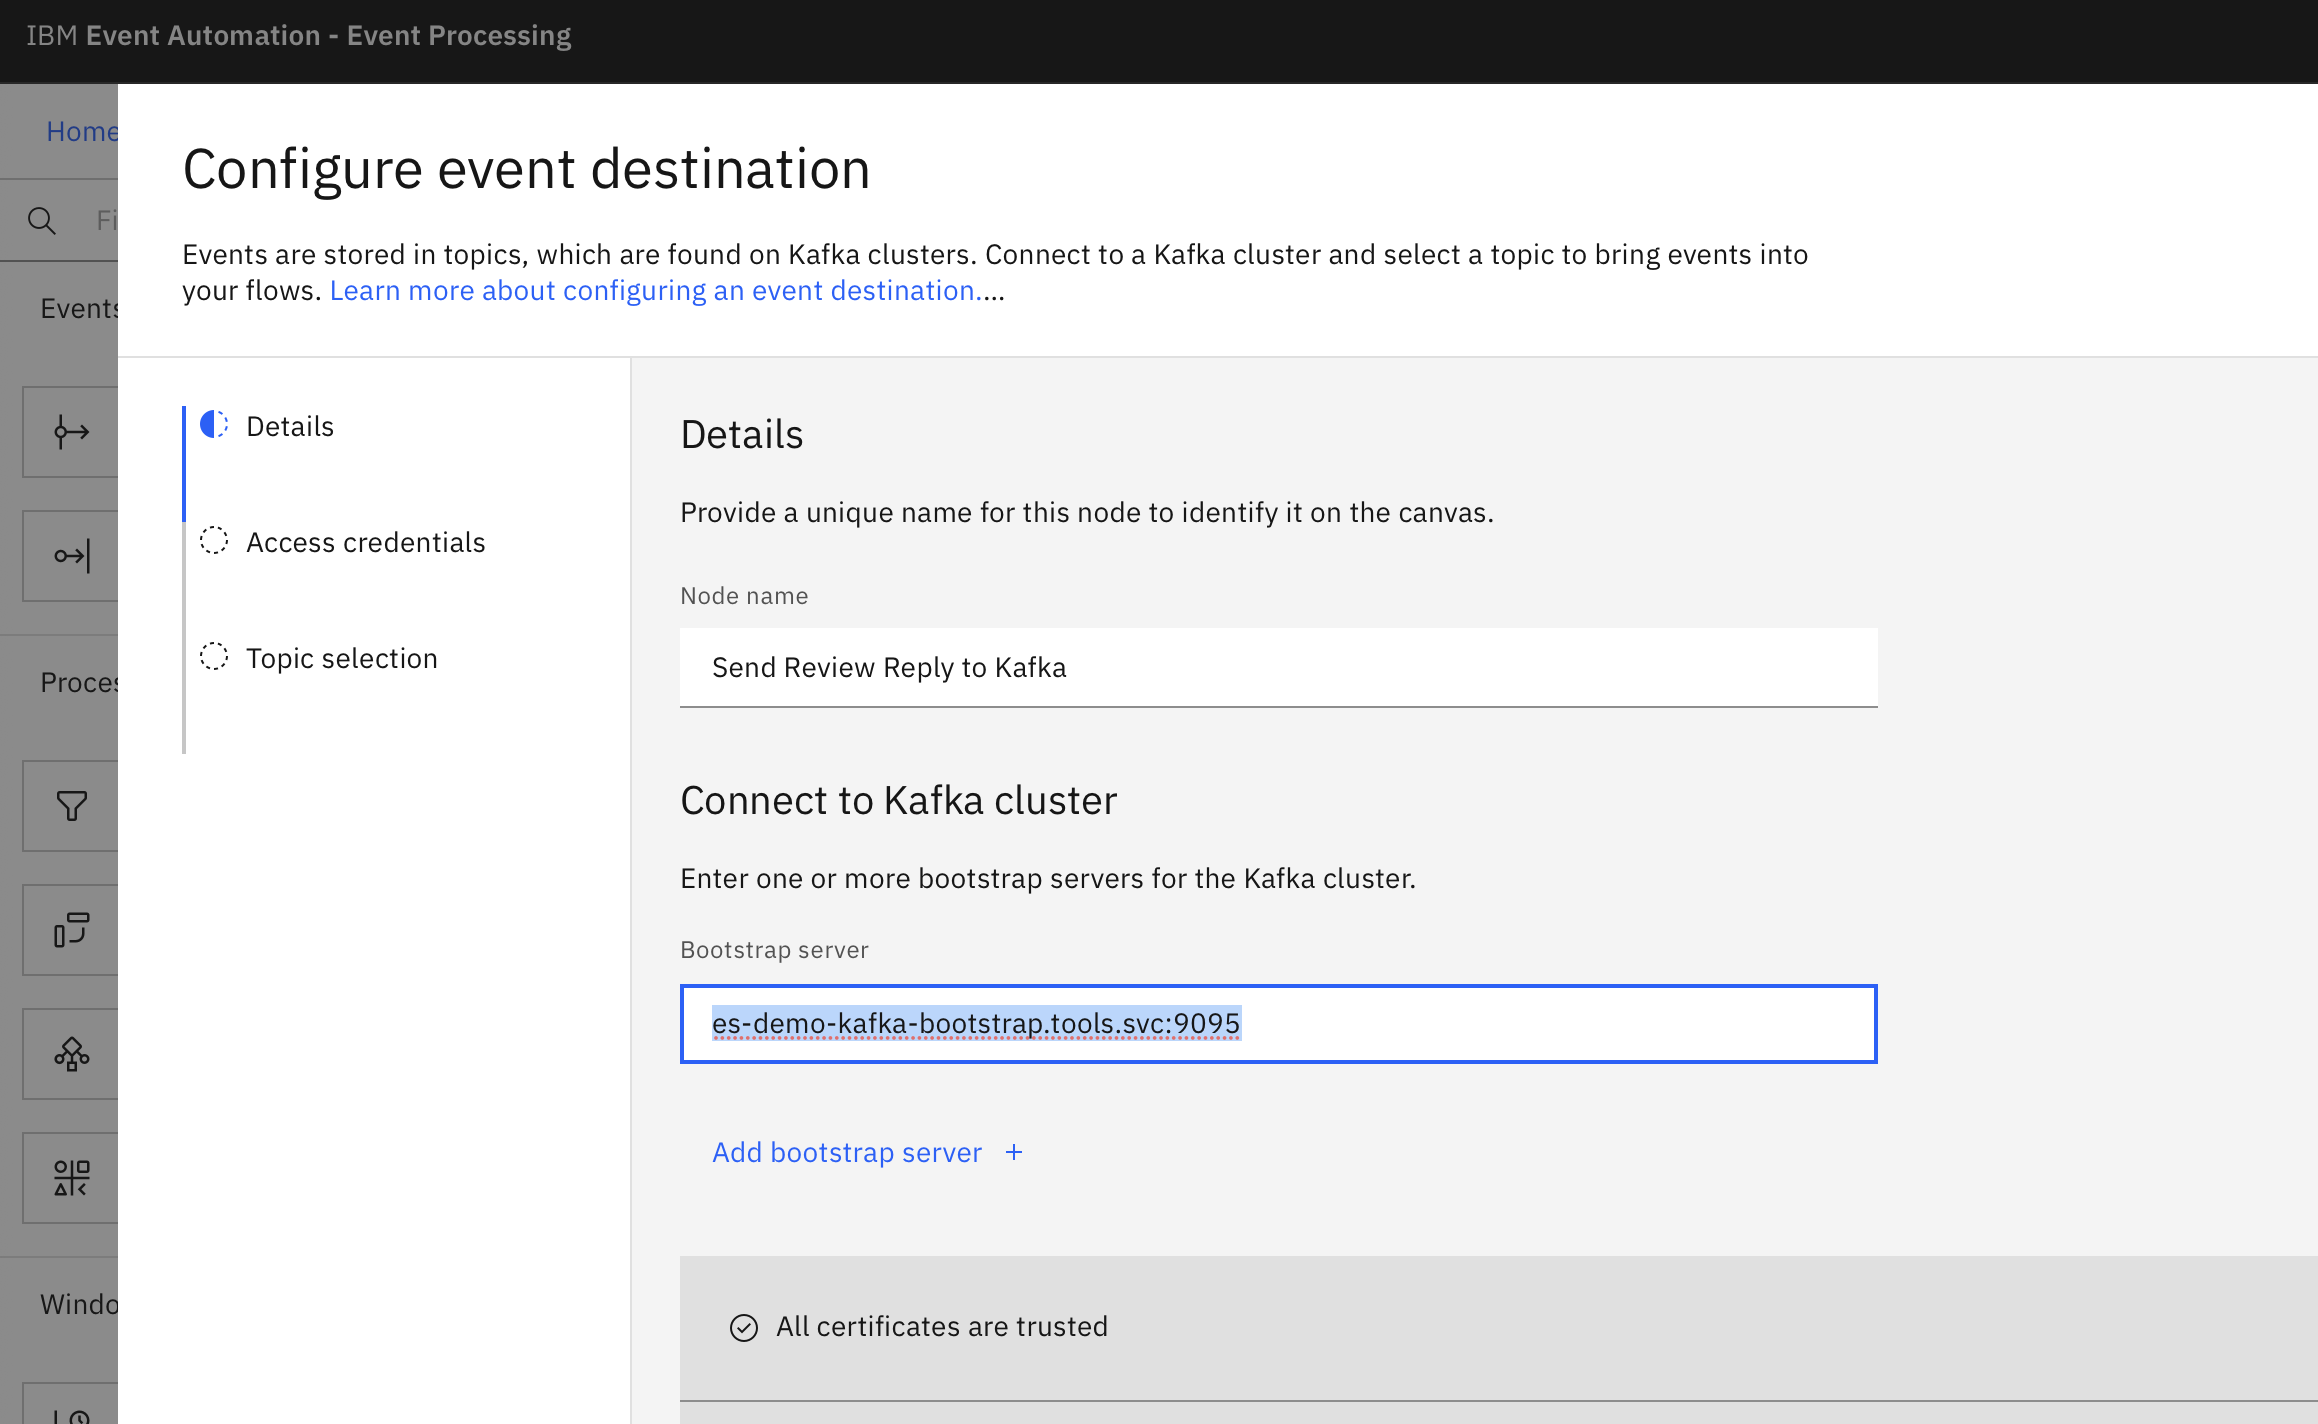 IBM Event Automation - Event Processing
Home
Configure event destination
Events are stored in topics, which are found on Kafka clusters. Connect to a Kafka cluster and select a topic to bring events into
your flows. Learn more about configuring an event destination....
Events
Details
Access credentials
Topic selection
Details
Provide a unique name for this node to identify it on the canvas.
Node name
Send Review Reply to Kafka
Connect to Kafka cluster
Enter one or more bootstrap servers for the Kafka cluster.
Bootstrap server
es-demo-kafka-bootstrap.tools.svc:9095
Add bootstrap server +
All certificates are trusted